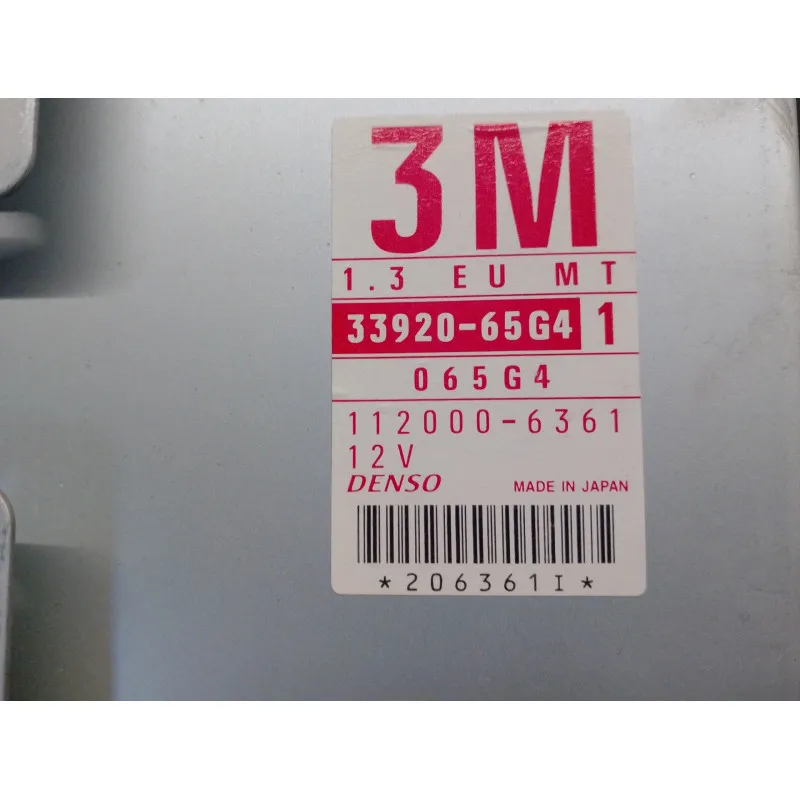 3M
1.3 EU MT
33920-65G4 1
065G4
112000-6361
12V
DENSO MADE IN JAPAN
*206361I*